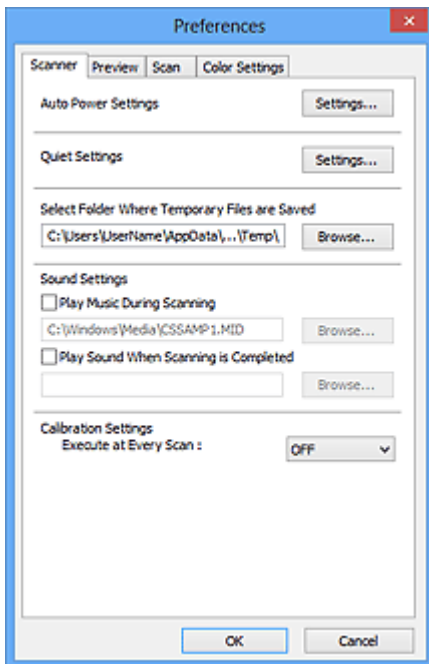 Preferences
Scanner Preview Scan Color Settings
Auto Power Settings Settings...
Quiet Settings Settings...
Select Folder Where Temporary Files are Saved
C:\Users\UserName\AppData\...\Temp\ Browse...
Sound Settings
Play Music During Scanning
C:\Windows\Media\CSSAMP1.MID Browse...
Play Sound When Scanning is Completed
Browse...
Calibration Settings
Execute at Every Scan : OFF
OK Cancel